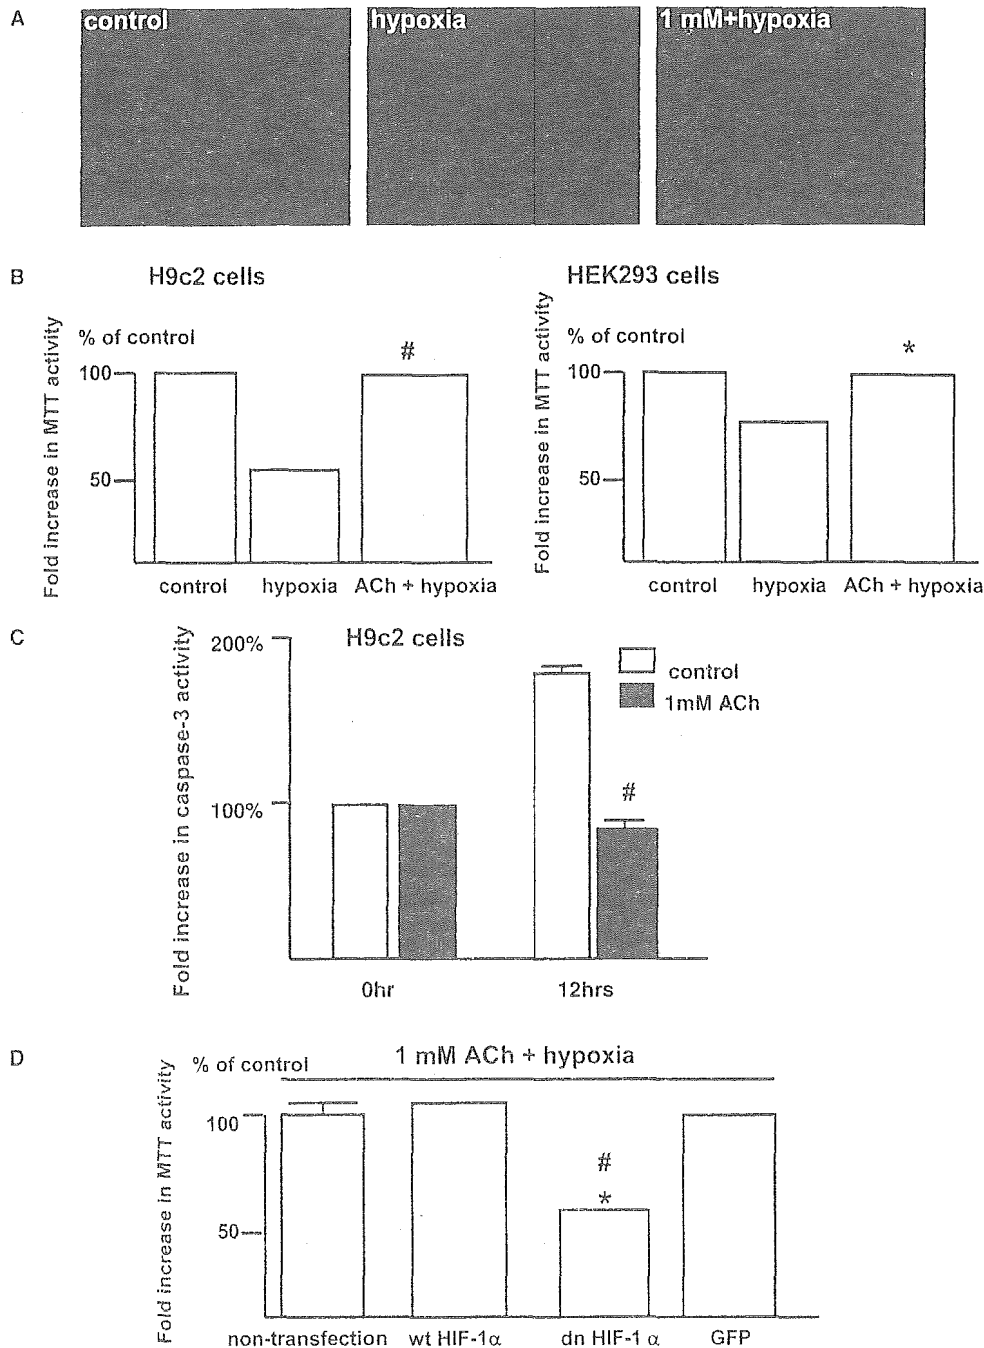 A
control
hypoxia
1 mM+hypoxia
B
H9c2 cells
HEK293 cells
Fold increase in MTT activity
% of control
#
100
50
control
hypoxia
ACh + hypoxia
Fold increase in MTT activity
% of control
*
100
50
control
hypoxia
ACh + hypoxia
C
H9c2 cells
Fold increase in caspase-3 activity
200%
100%
control
1mM ACh
#
0hr
12hrs
D
% of control
1 mM ACh + hypoxia
Fold increase in MTT activity
100
50
#
*
non-transfection
wt HIF-1α
dn HIF-1 α
GFP